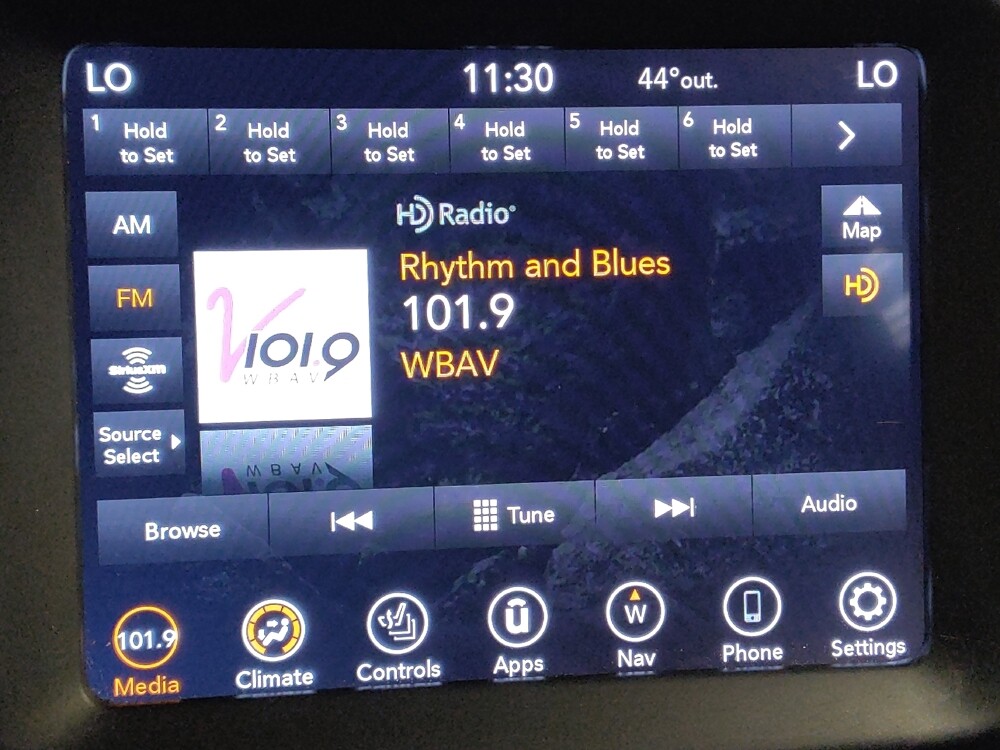 LO 11:30 44°out. LO
1 Hold to Set
2 Hold to Set
3 Hold to Set
4 Hold to Set
5 Hold to Set
6 Hold to Set
AM
FM
SiriusXM
Source
Select
V101.9
WBAV
HD Radio
Rhythm and Blues
101.9
WBAV
Map
HD
Browse
Tune
Audio
101.9
Media
Climate
Controls
u
Apps
W
Nav
Phone
Settings